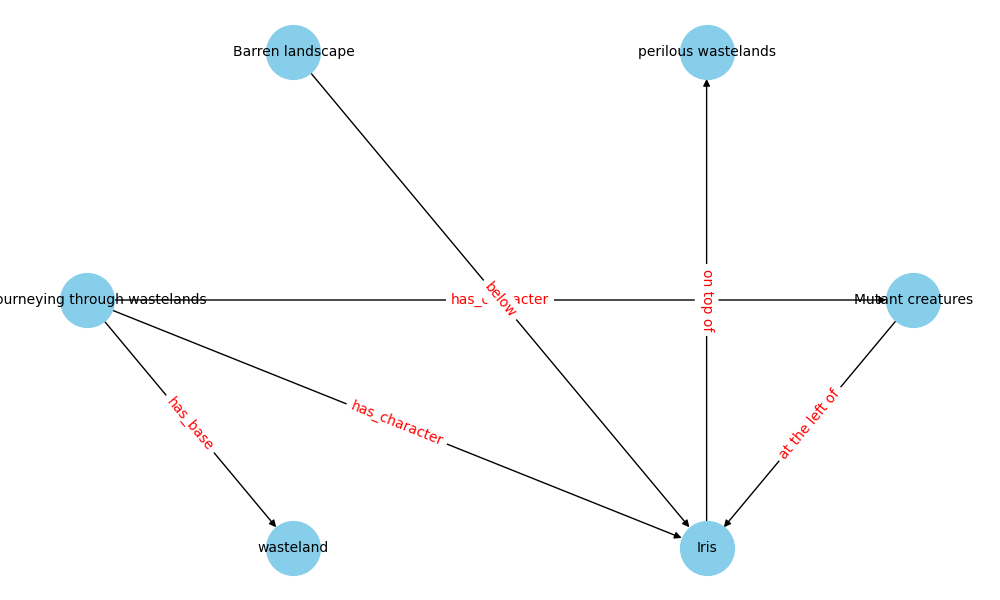 Barren landscape
perilous wastelands
ourneying through wastelands
has_character
below
on top of
Mutant creatures
has_base
has_character
at the left of
wasteland
Iris